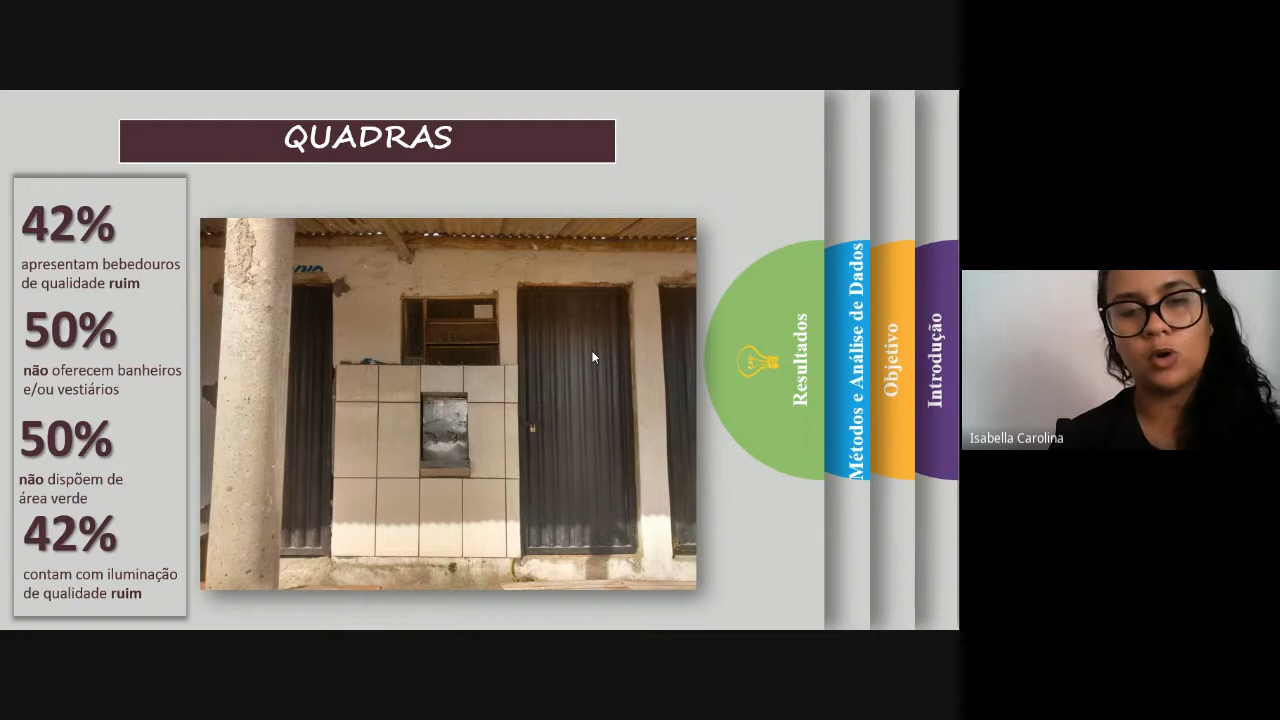 QUADRAS
42%
apresentam bebedouros
de qualidade ruim
50%
não oferecem banheiros
e/ou vestiários
50%
não dispõem de
área verde
42%
contam com iluminação
de qualidade ruim
Resultados
Métodos e Análise de Dados
Objetivo
Introdução
Isabella Carolina